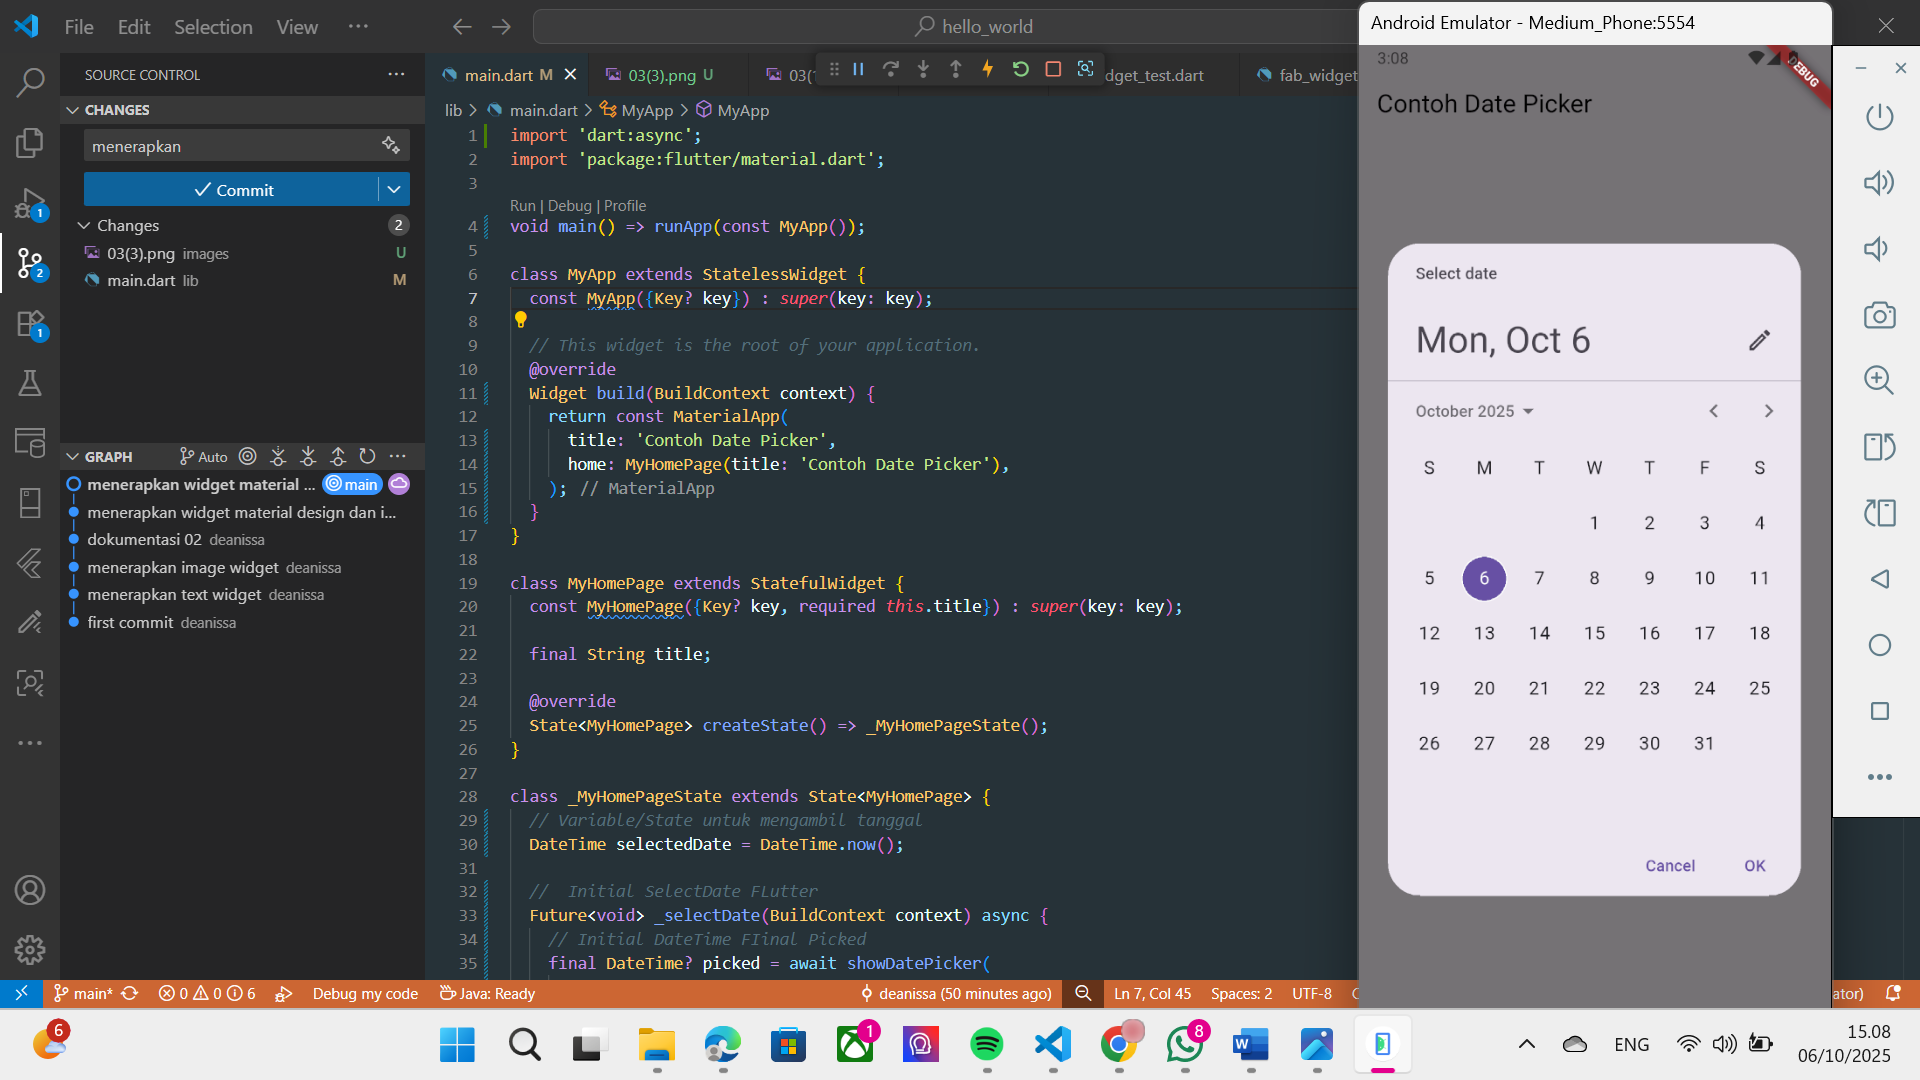 File Edit Selection View ···
hello_world
SOURCE CONTROL
CHANGES
menerapkan
Commit
Changes 2
03(3).png images U
main.dart lib M
GRAPH Auto
menerapkan widget material ... main
menerapkan widget material design dan i...
dokumentasi 02 deanissa
menerapkan image widget deanissa
menerapkan text widget deanissa
first commit deanissa
1
2
1
main.dart M
03(3).png U
03(
dget_test.dart
fab_widget
lib > main.dart > MyApp > MyApp
1 import 'dart:async';
2 import 'package:flutter/material.dart';
3
Run | Debug | Profile
4 void main() => runApp(const MyApp());
5
6 class MyApp extends StatelessWidget {
7 const MyApp({Key? key}) : super(key: key);
8
9 // This widget is the root of your application.
10 @override
11 Widget build(BuildContext context) {
12 return const MaterialApp(
13 title: 'Contoh Date Picker',
14 home: MyHomePage(title: 'Contoh Date Picker'),
15 ); // MaterialApp
16 }
17 }
18
19 class MyHomePage extends StatefulWidget {
20 const MyHomePage({Key? key, required this.title}) : super(key: key);
21
22 final String title;
23
24 @override
25 State<MyHomePage> createState() => _MyHomePageState();
26 }
27
28 class _MyHomePageState extends State<MyHomePage> {
29 // Variable/State untuk mengambil tanggal
30 DateTime selectedDate = DateTime.now();
31
32 //  Initial SelectDate FLutter
33 Future<void> _selectDate(BuildContext context) async {
34 // Initial DateTime FIinal Picked
35 final DateTime? picked = await showDatePicker(
Android Emulator - Medium_Phone:5554
3:08
DEBUG
Contoh Date Picker
Select date
Mon, Oct 6
October 2025
S M T W T F S
1 2 3 4
5 6 7 8 9 10 11
12 13 14 15 16 17 18
19 20 21 22 23 24 25
26 27 28 29 30 31
Cancel OK
main* 0 0 6 Debug my code Java: Ready
deanissa (50 minutes ago) Ln 7, Col 45 Spaces: 2 UTF-8 ator)
6
1
8
ENG
15.08
06/10/2025